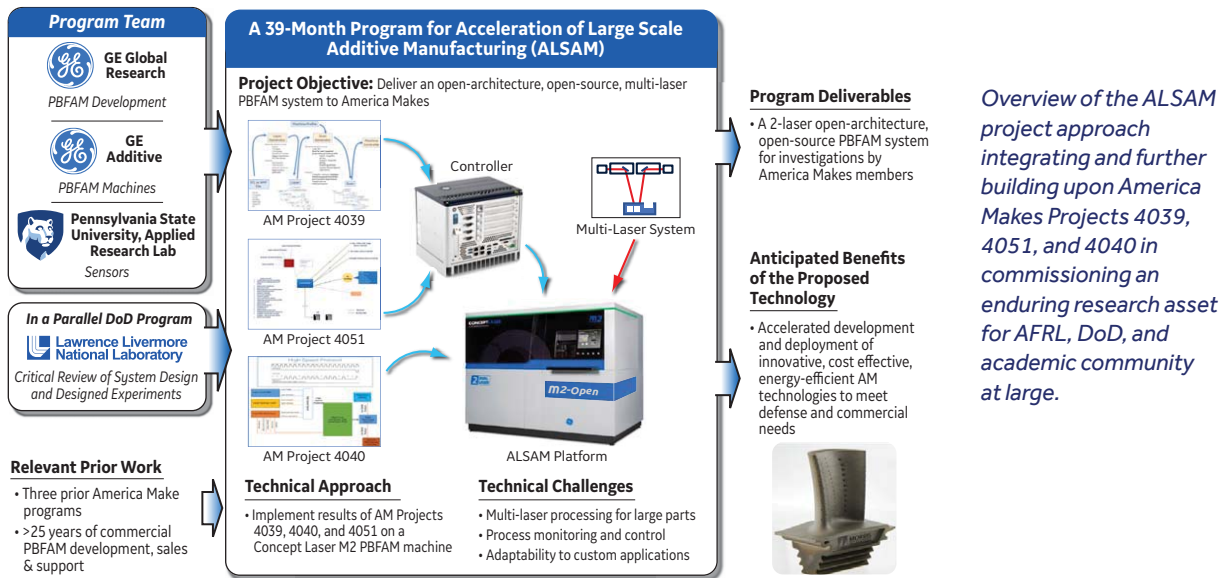 Program Team
GE Global
Research
PBFAM Development
GE
Additive
PBFAM Machines
Pennsylvania State
University, Applied
Research Lab
Sensors
In a Parallel DoD Program
Lawrence Livermore
National Laboratory
Critical Review of System Design
and Designed Experiments
Relevant Prior Work
• Three prior America Make
programs
• >25 years of commercial
PBFAM development, sales
& support
A 39-Month Program for Acceleration of Large Scale
Additive Manufacturing (ALSAM)
Project Objective: Deliver an open-architecture, open-source, multi-laser
PBFAM system to America Makes
AM Project 4039
AM Project 4051
AM Project 4040
Controller
Multi-Laser System
M2-Open
ALSAM Platform
Technical Approach
• Implement results of AM Projects
4039, 4040, and 4051 on a
Concept Laser M2 PBFAM machine
Technical Challenges
• Multi-laser processing for large parts
• Process monitoring and control
• Adaptability to custom applications
Program Deliverables
• A 2-laser open-architecture,
open-source PBFAM system
for investigations by
America Makes members
Anticipated Benefits
of the Proposed
Technology
• Accelerated development
and deployment of
innovative, cost effective,
energy-efficient AM
technologies to meet
defense and commercial
needs
Overview of the ALSAM
project approach
integrating and further
building upon America
Makes Projects 4039,
4051, and 4040 in
commissioning an
enduring research asset
for AFRL, DoD, and
academic community
at large.